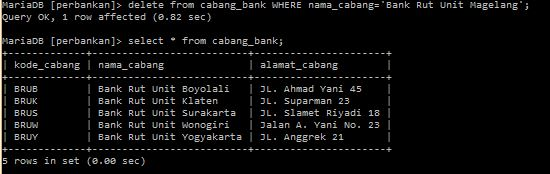 MariaDB [perbankan]> delete from cabang_bank WHERE nama_cabang='Bank Rut Unit Magelang';
Query OK, 1 row affected (0.82 sec)
MariaDB [perbankan]> select * from cabang_bank;
+-------------+--------------------------+-----------------------+
| kode_cabang | nama_cabang              | alamat_cabang         |
+-------------+--------------------------+-----------------------+
| BRUB        | Bank Rut Unit Boyolali   | JL. Ahmad Yani 45     |
| BRUK        | Bank Rut Unit Klaten     | JL. Suparman 23       |
| BRUS        | Bank Rut Unit Surakarta  | JL. Slamet Riyadi 18  |
| BRUW        | Bank Rut Unit Wonogiri   | Jalan A. Yani No. 23  |
| BRUY        | Bank Rut Unit Yogyakarta | JL. Anggrek 21        |
+-------------+--------------------------+-----------------------+
5 rows in set (0.00 sec)